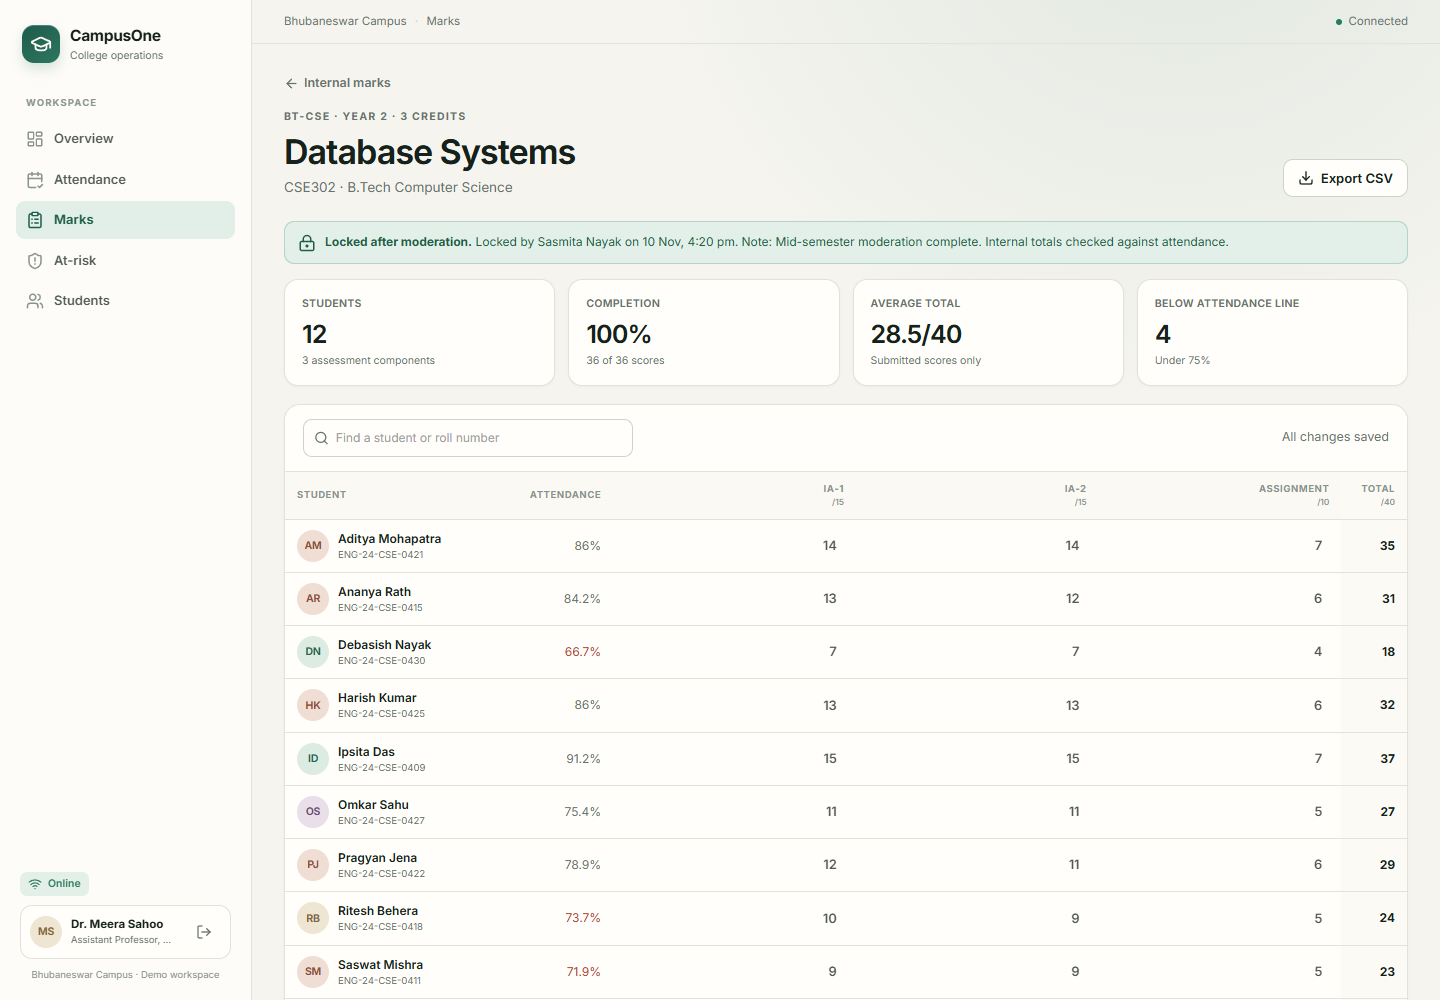 CampusOne
College operations
WORKSPACE
Overview
Attendance
Marks
At-risk
Students
Online
MS
Dr. Meera Sahoo
Assistant Professor, ...
Bhubaneswar Campus · Demo workspace
Bhubaneswar Campus · Marks
Connected
Internal marks
BT-CSE · YEAR 2 · 3 CREDITS
Database Systems
CSE302 · B.Tech Computer Science
Export CSV
Locked after moderation. Locked by Sasmita Nayak on 10 Nov, 4:20 pm. Note: Mid-semester moderation complete. Internal totals checked against attendance.
STUDENTS
12
3 assessment components
COMPLETION
100%
36 of 36 scores
AVERAGE TOTAL
28.5/40
Submitted scores only
BELOW ATTENDANCE LINE
4
Under 75%
Find a student or roll number
All changes saved
STUDENT ATTENDANCE IA-1 IA-2 ASSIGNMENT TOTAL
/15 /15 /10 /40
AM Aditya Mohapatra 86% 14 14 7 35
ENG-24-CSE-0421
AR Ananya Rath 84.2% 13 12 6 31
ENG-24-CSE-0415
DN Debasish Nayak 66.7% 7 7 4 18
ENG-24-CSE-0430
HK Harish Kumar 86% 13 13 6 32
ENG-24-CSE-0425
ID Ipsita Das 91.2% 15 15 7 37
ENG-24-CSE-0409
OS Omkar Sahu 75.4% 11 11 5 27
ENG-24-CSE-0427
PJ Pragyan Jena 78.9% 12 11 6 29
ENG-24-CSE-0422
RB Ritesh Behera 73.7% 10 9 5 24
ENG-24-CSE-0418
SM Saswat Mishra 71.9% 9 9 5 23
ENG-24-CSE-0411